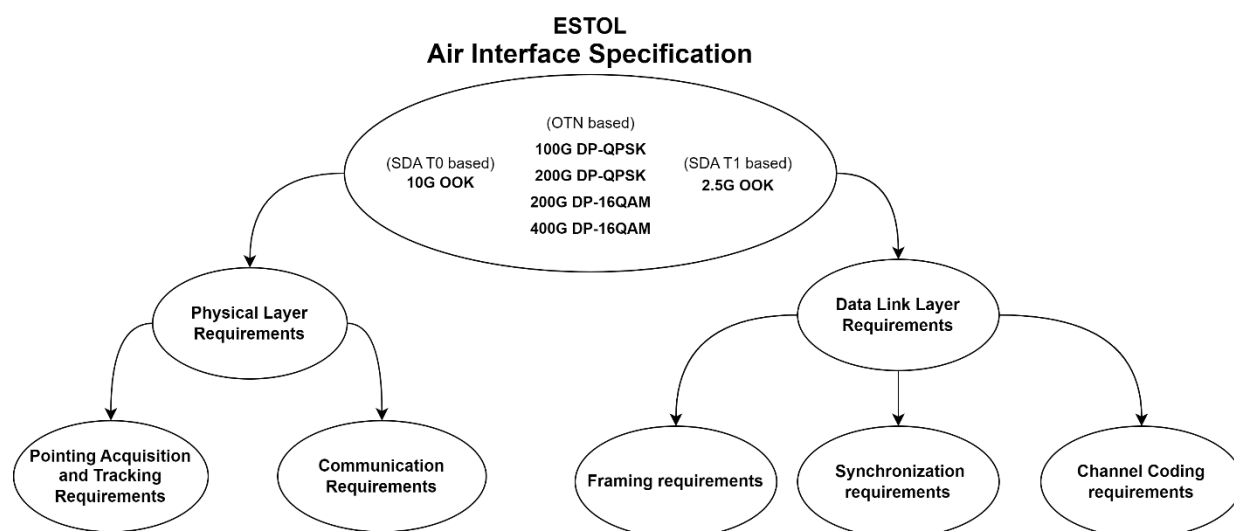 ESTOL
Air Interface Specification
(OTN based)
100G DP-QPSK
200G DP-QPSK
200G DP-16QAM
400G DP-16QAM
(SDA T0 based)
10G OOK
(SDA T1 based)
2.5G OOK
Physical Layer
Requirements
Data Link Layer
Requirements
Pointing Acquisition
and Tracking
Requirements
Communication
Requirements
Framing requirements
Synchronization
requirements
Channel Coding
requirements